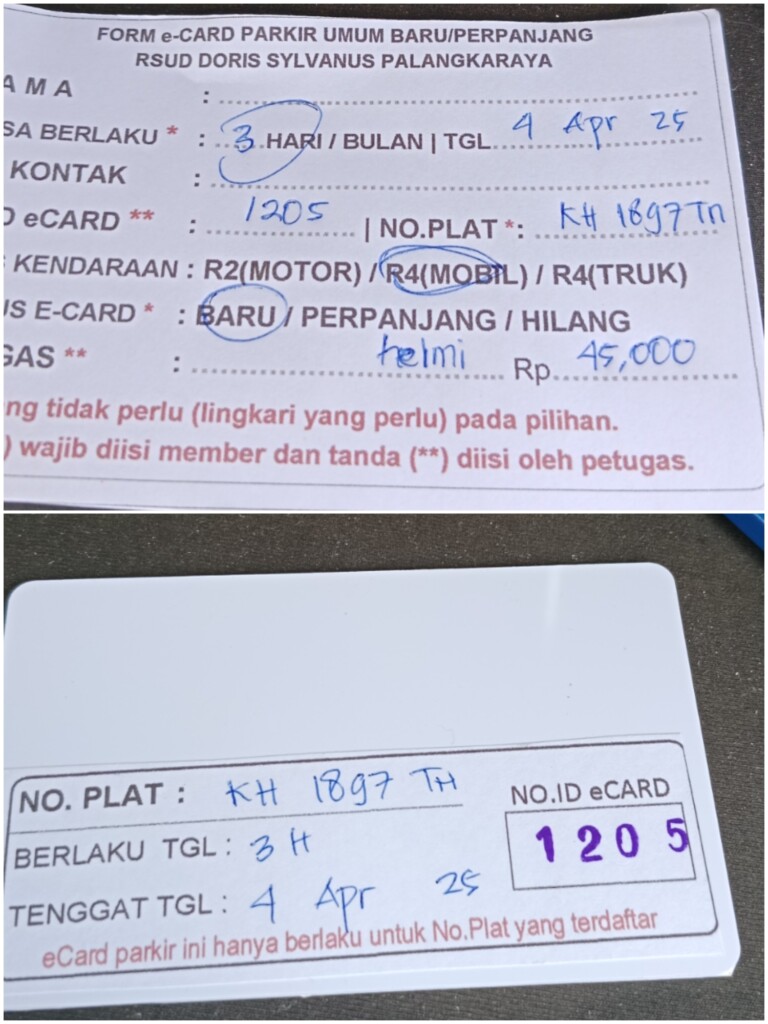 FORM e-CARD PARKIR UMUM BARU/PERPANJANG
RSUD DORIS SYLVANUS PALANGKARAYA
AMA :
SA BERLAKU * : 3 HARI / BULAN | TGL. 4 Apr 25
KONTAK :
D eCARD ** : 1205 | NO.PLAT *: KH 1897 TH
KENDARAAN : R2(MOTOR) / R4(MOBIL) / R4(TRUK)
US E-CARD * : BARU / PERPANJANG / HILANG
GAS ** : helmi Rp. 45,000
ng tidak perlu (lingkari yang perlu) pada pilihan.
) wajib diisi member dan tanda (**) diisi oleh petugas.
NO. PLAT : KH 1897 TH
NO.ID eCARD
1205
BERLAKU TGL : 3 H
TENGGAT TGL : 4 Apr 25
eCard parkir ini hanya berlaku untuk No.Plat yang terdaftar